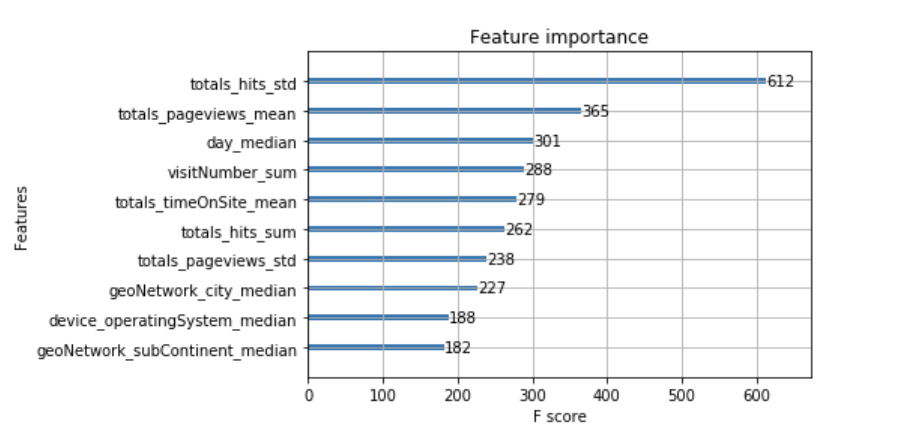 Feature importance
totals_hits_std 612
totals_pageviews_mean 365
day_median 301
visitNumber_sum 288
totals_timeOnSite_mean 279
totals_hits_sum 262
totals_pageviews_std 238
geoNetwork_city_median 227
device_operatingSystem_median 188
geoNetwork_subContinent_median 182
Features
0 100 200 300 400 500 600
F score